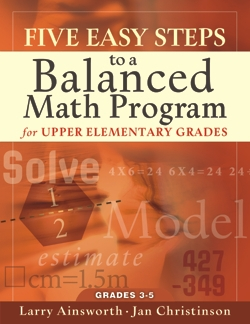 FIVE EASY STEPS
to a
Balanced
Math Program
for UPPER ELEMENTARY GRADES
Solve
4X6=24 6X4=24 24
1
2
Model
estimate
427
-349
□cm=1.5m
GRADES 3-5
Larry Ainsworth • Jan Christinson